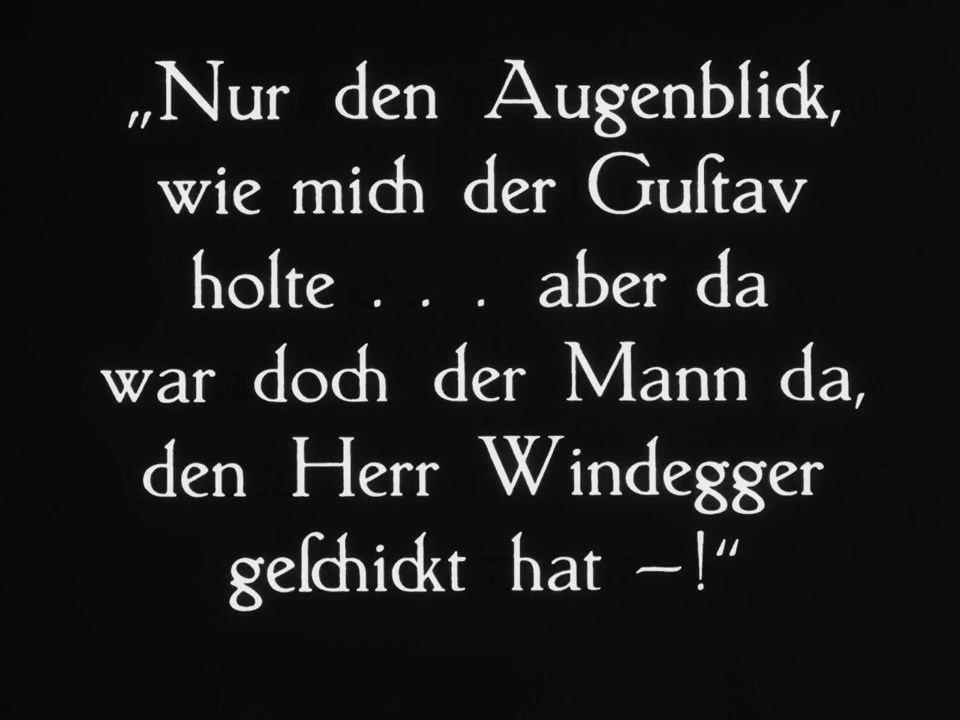 „Nur den Augenblick,
wie mich der Guſtav
holte . . . aber da
war doch der Mann da,
den Herr Windegger
geſchickt hat –!“